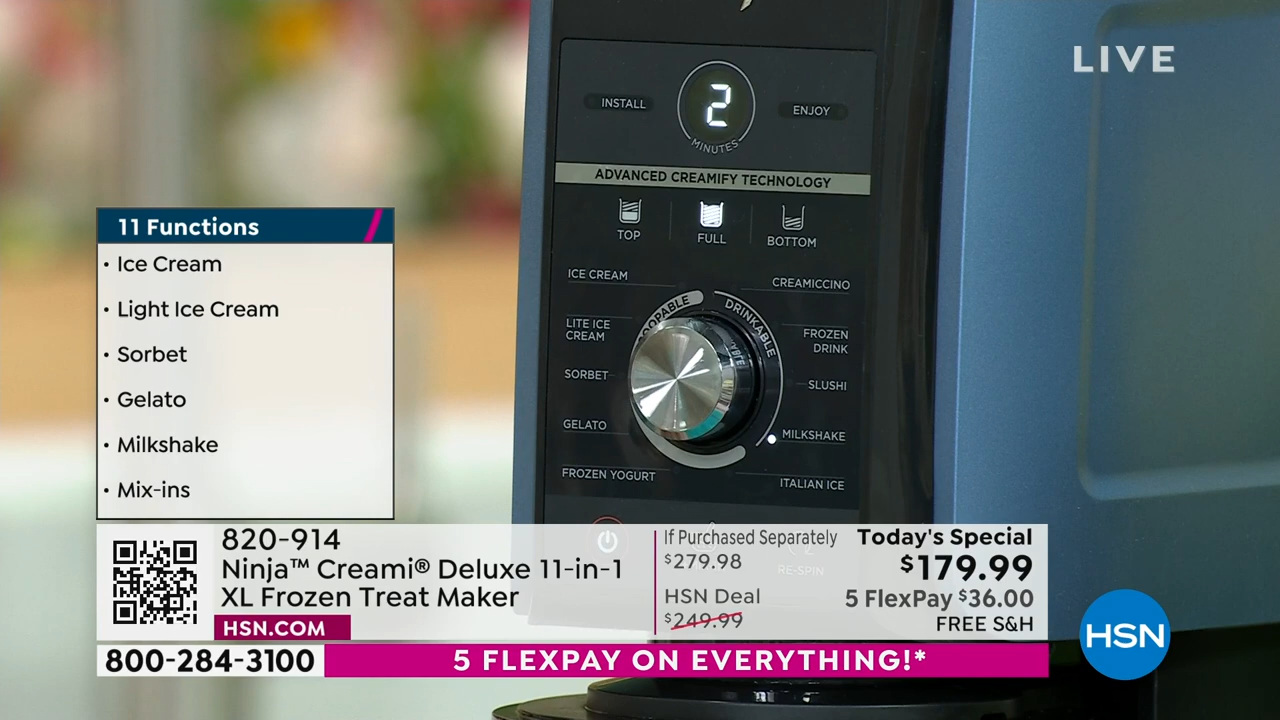 LIVE
INSTALL
2
MINUTES
ENJOY
ADVANCED CREAMIFY TECHNOLOGY
TOP
FULL
BOTTOM
ICE CREAM
CREAMICCINO
DRINKABLE
LITE ICE
CREAM
FROZEN
DRINK
SORBET
SLUSHI
GELATO
MILKSHAKE
FROZEN YOGURT
ITALIAN ICE
RE-SPIN
11 Functions
· Ice Cream
· Light Ice Cream
· Sorbet
· Gelato
· Milkshake
· Mix-ins
820-914
Ninja™ Creami® Deluxe 11-in-1
XL Frozen Treat Maker
HSN.COM
If Purchased Separately
$279.98
HSN Deal
$249.99
Today's Special
$179.99
5 FlexPay $36.00
FREE S&H
HSN
800-284-3100
5 FLEXPAY ON EVERYTHING!*